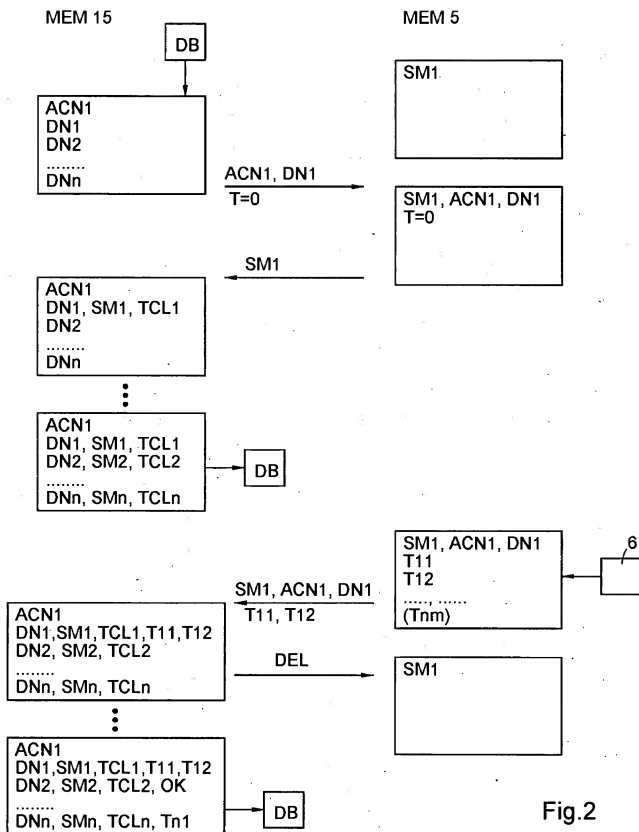 MEM 15
MEM 5
DB
SM1
ACN1
DN1
DN2
........
DNn
ACN1, DN1
T=0
SM1, ACN1, DN1
T=0
SM1
ACN1
DN1, SM1, TCL1
DN2
........
DNn
ACN1
DN1, SM1, TCL1
DN2, SM2, TCL2
........
DNn, SMn, TCLn
DB
SM1, ACN1, DN1
T11
T12
....., ......
(Tnm)
6
SM1, ACN1, DN1
T11, T12
ACN1
DN1,SM1,TCL1,T11,T12
DN2, SM2, TCL2
........
DNn, SMn, TCLn
DEL
SM1
ACN1
DN1,SM1,TCL1,T11,T12
DN2, SM2, TCL2, OK
........
DNn, SMn, TCLn, Tn1
DB
Fig.2